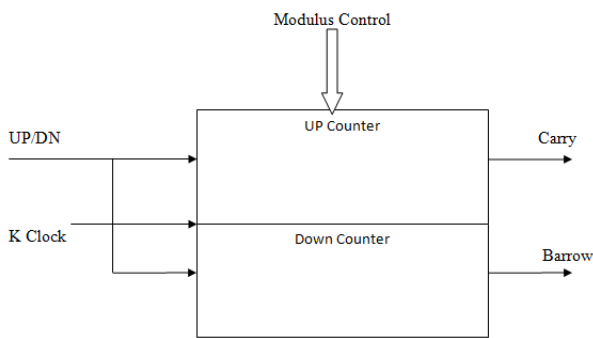 Modulus Control
UP Counter
UP/DN
Carry
K Clock
Down Counter
Barrow